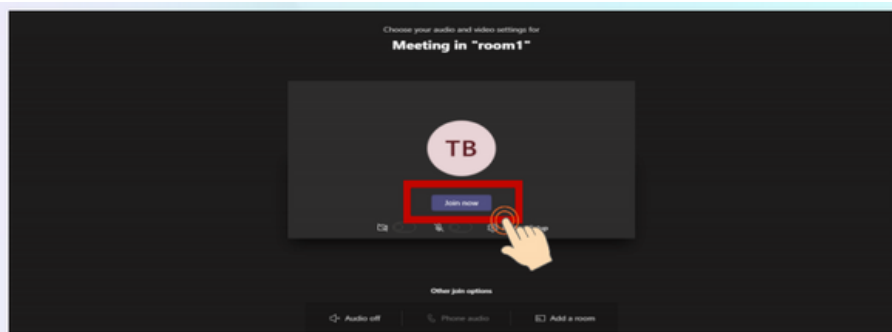 Choose your audio and video settings for
Meeting in "room1"
TB
Join now
Other join options
Audio off
Phone audio
Add a room